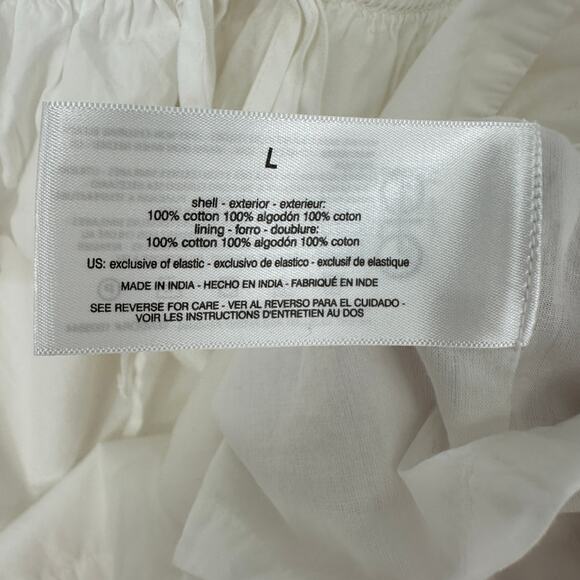 L
shell - exterior - exterieur:
100% cotton 100% algodón 100% coton
lining - forro - doublure:
100% cotton 100% algodón 100% coton
US: exclusive of elastic - exclusivo de elastico - exclusif de elastique
MADE IN INDIA - HECHO EN INDIA - FABRIQUÉ EN INDE
SEE REVERSE FOR CARE - VER AL REVERSO PARA EL CUIDADO -
VOIR LES INSTRUCTIONS D'ENTRETIEN AU DOS